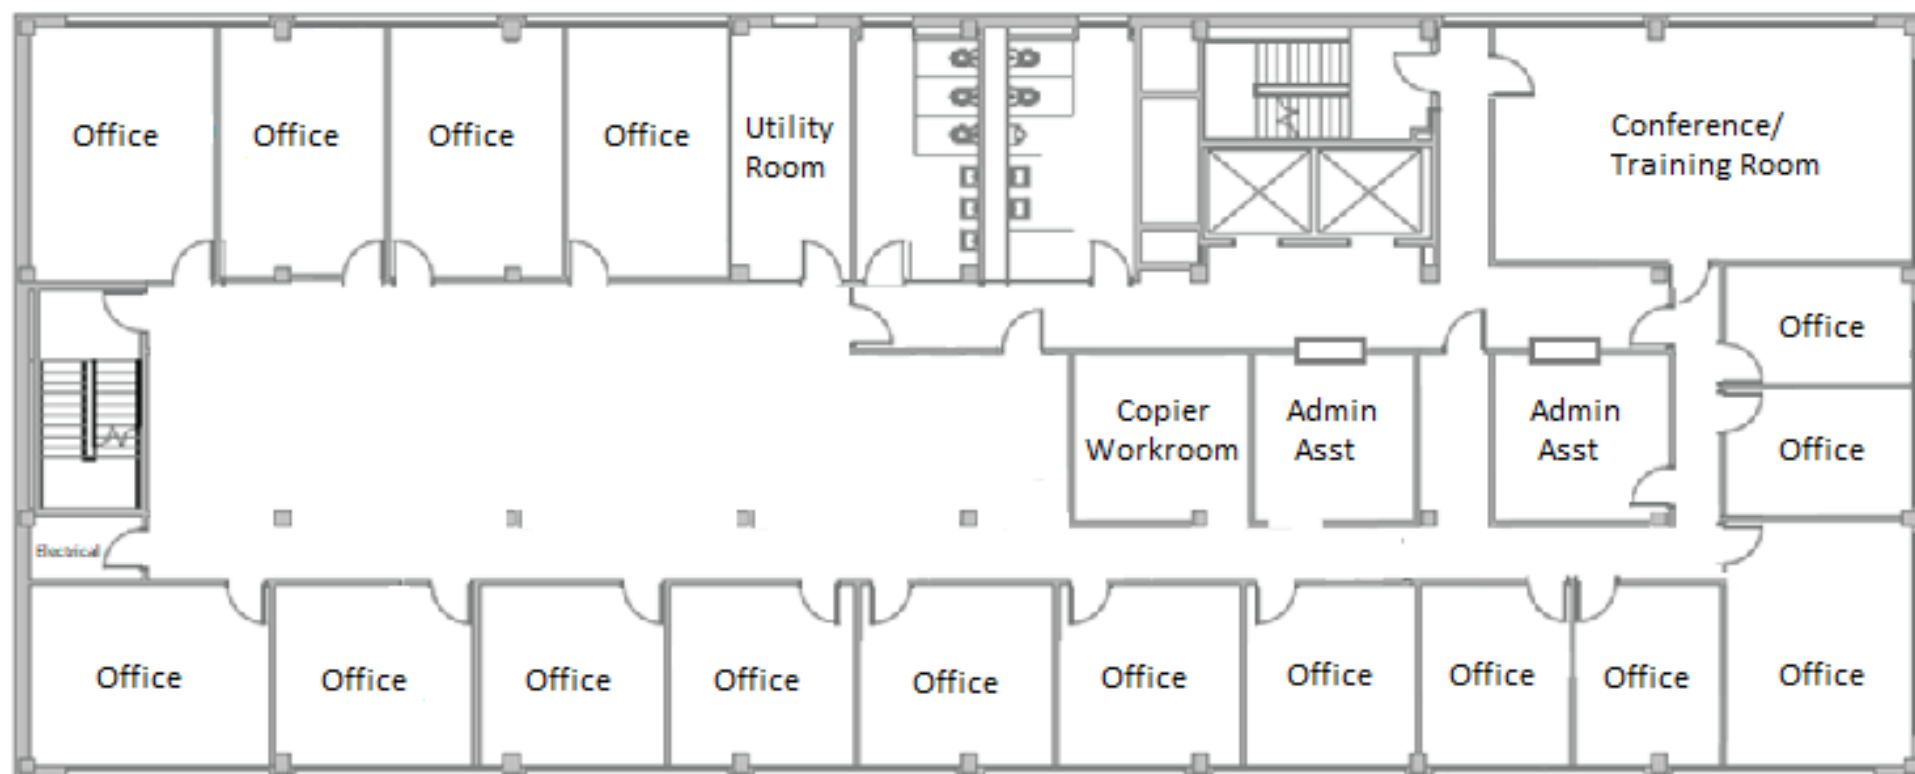 Office
Office
Office
Office
Utility
Room
Conference/
Training Room
Office
Copier
Workroom
Admin
Asst
Admin
Asst
Office
Electrical
Office
Office
Office
Office
Office
Office
Office
Office
Office
Office